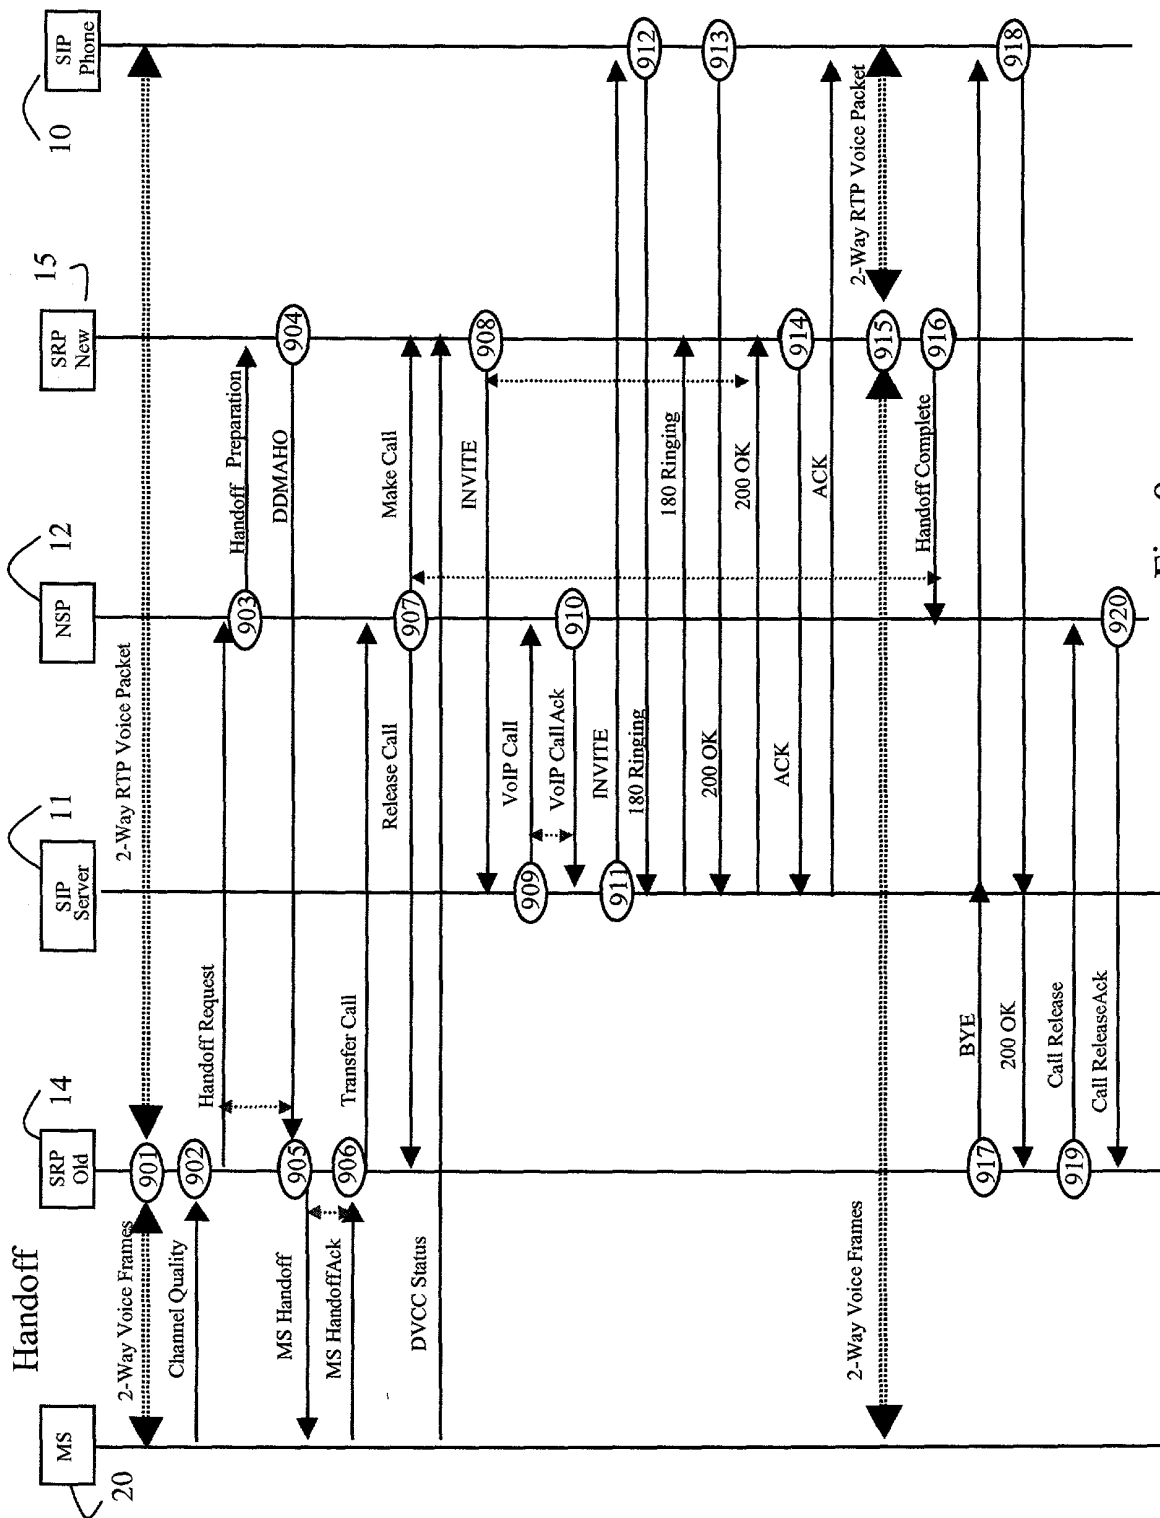 Handoff
MS
20
SRP
Old
14
SIP
Server
11
NSP
12
SRP
New
15
SIP
Phone
10
2-Way Voice Frames
901
2-Way RTP Voice Packet
Channel Quality
902
Handoff Request
903
Handoff Preparation
904
DDMAHO
905
MS Handoff
MS HandoffAck
906
Transfer Call
907
Release Call
Make Call
DVCC Status
908
INVITE
909
VoIP Call
910
VoIP CallAck
911
INVITE
912
180 Ringing
180 Ringing
913
200 OK
200 OK
914
ACK
ACK
2-Way Voice Frames
915
2-Way RTP Voice Packet
916
Handoff Complete
917
BYE
918
200 OK
919
Call Release
920
Call ReleaseAck